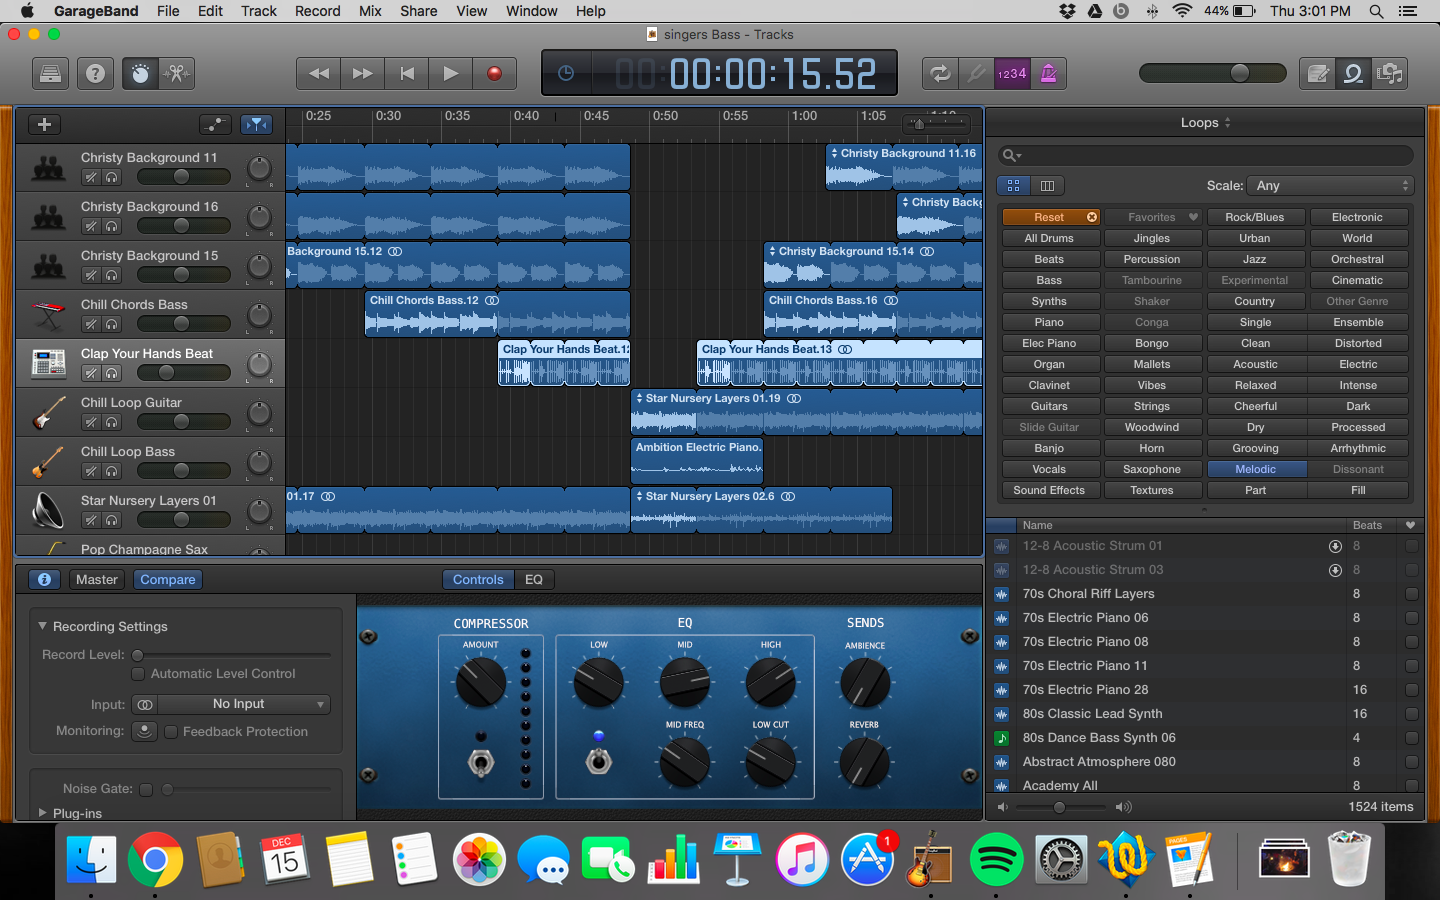 GarageBand File Edit Track Record Mix Share View Window Help 44% Thu 3:01 PM
singers Bass - Tracks
00:00:15.52
1234
0:25 0:30 0:35 0:40 0:45 0:50 0:55 1:00 1:05 1:10
Loops
Christy Background 11
L R
Christy Background 11.16
Christy Background 16
L R
Christy Backg
Christy Background 15
L R
Background 15.12
Christy Background 15.14
Chill Chords Bass
L R
Chill Chords Bass.12
Chill Chords Bass.16
Clap Your Hands Beat
L R
Clap Your Hands Beat.12
Clap Your Hands Beat.13
Chill Loop Guitar
L R
Star Nursery Layers 01.19
Chill Loop Bass
L R
Ambition Electric Piano.
Star Nursery Layers 01
L R
01.17
Star Nursery Layers 02.6
Pop Champagne Sax
Scale: Any
Reset Favorites Rock/Blues Electronic
All Drums Jingles Urban World
Beats Percussion Jazz Orchestral
Bass Tambourine Experimental Cinematic
Synths Shaker Country Other Genre
Piano Conga Single Ensemble
Elec Piano Bongo Clean Distorted
Organ Mallets Acoustic Electric
Clavinet Vibes Relaxed Intense
Guitars Strings Cheerful Dark
Slide Guitar Woodwind Dry Processed
Banjo Horn Grooving Arrhythmic
Vocals Saxophone Melodic Dissonant
Sound Effects Textures Part Fill
Name Beats
12-8 Acoustic Strum 01 8
12-8 Acoustic Strum 03 8
70s Choral Riff Layers 8
70s Electric Piano 06 8
70s Electric Piano 08 8
70s Electric Piano 11 8
70s Electric Piano 28 16
80s Classic Lead Synth 16
80s Dance Bass Synth 06 4
Abstract Atmosphere 080 8
Academy All 8
1524 items
Master Compare Controls EQ
Recording Settings
Record Level:
Automatic Level Control
Input: No Input
Monitoring: Feedback Protection
Noise Gate:
Plug-ins
COMPRESSOR EQ SENDS
AMOUNT LOW MID HIGH AMBIENCE
MID FREQ LOW CUT REVERB
DEC
15
1
PAGES